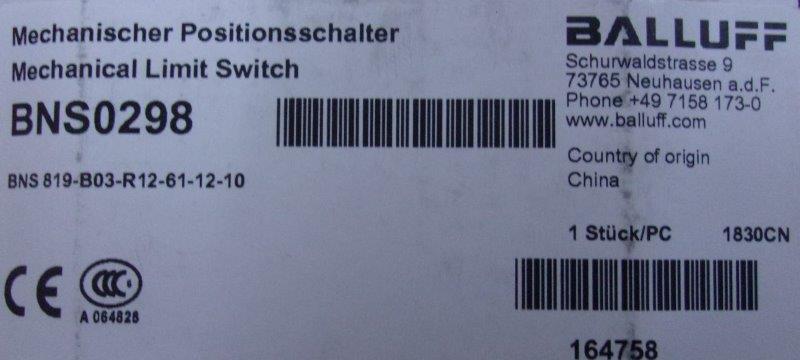 Mechanischer Positionsschalter
Mechanical Limit Switch
BNS0298
BNS 819-B03-R12-61-12-10
BALLUFF
Schurwaldstrasse 9
73765 Neuhausen a.d.F.
Phone +49 7158 173-0
www.balluff.com
Country of origin
China
1 Stück/PC 1830CN
CE CCC
A 064828
164758